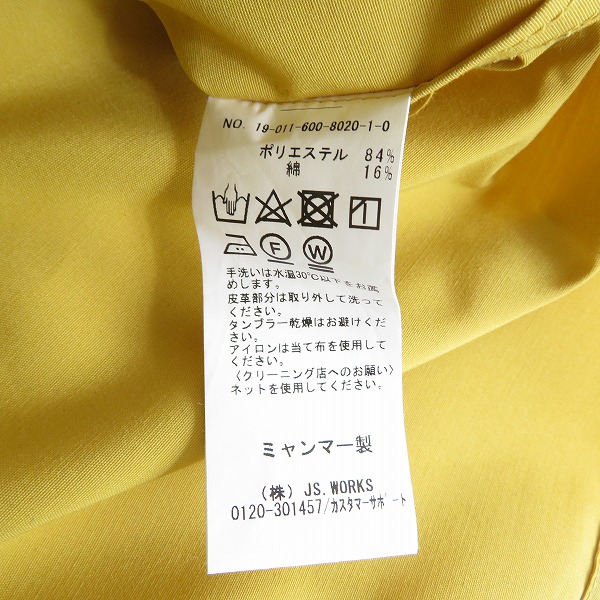 NO. 19-011-600-8020-1-0
ポリエステル 84%
綿 16%
F W
手洗いは水温30℃以下をお薦
めします。
皮革部分は取り外して洗って
ください。
タンブラー乾燥はお避けくだ
さい。
アイロンは当て布を使用して
ください。
〈クリーニング店へのお願い〉
ネットを使用してください。
ミャンマー製
(株) JS.WORKS
0120-301457/カスタマーサポート